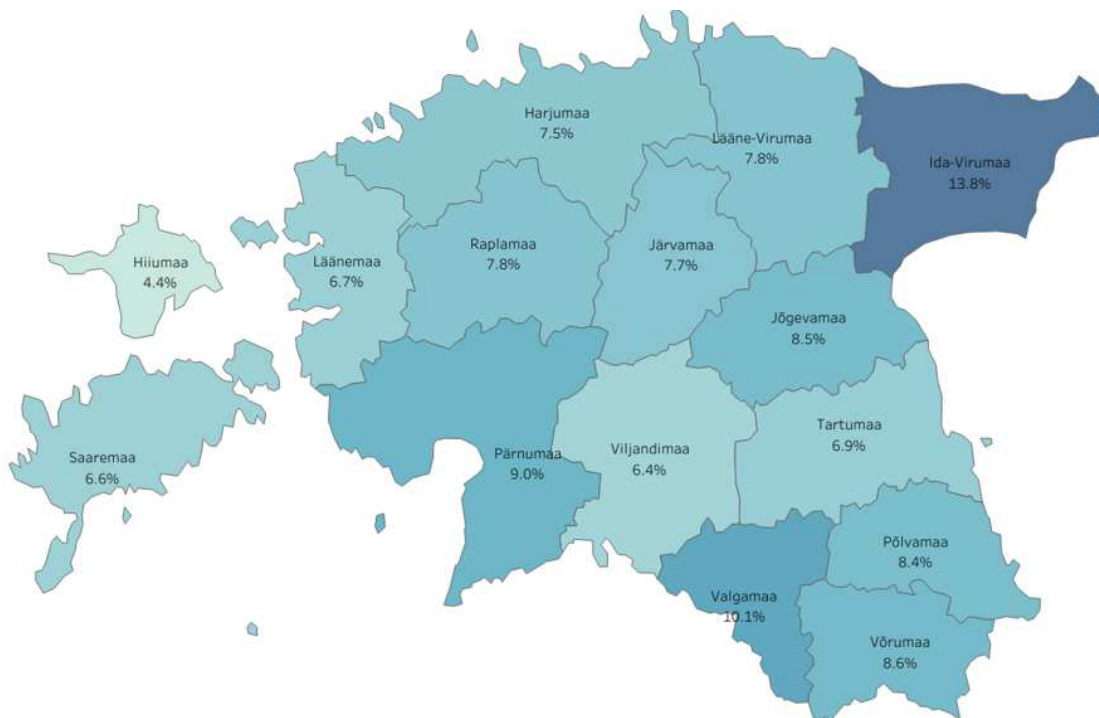 Harjumaa
7.5%
Lääne-Virumaa
7.8%
Ida-Virumaa
13.8%
Hiiumaa
4.4%
Läänemaa
6.7%
Raplamaa
7.8%
Järvamaa
7.7%
Jõgevamaa
8.5%
Saaremaa
6.6%
Pärnumaa
9.0%
Viljandimaa
6.4%
Tartumaa
6.9%
Põlvamaa
8.4%
Valgamaa
10.1%
Võrumaa
8.6%